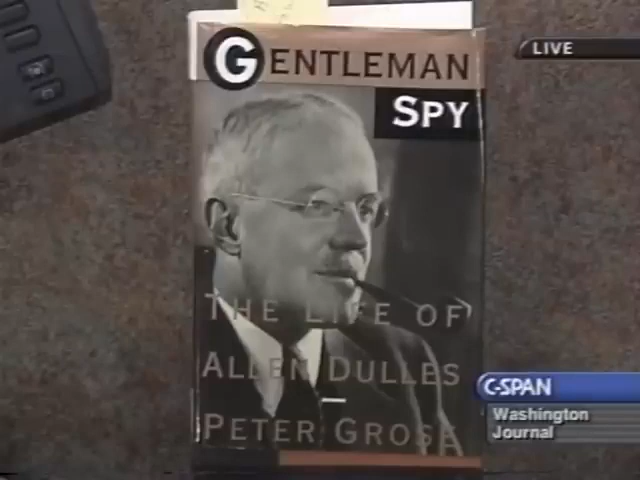 GENTLEMAN
SPY
LIVE
THE LIFE OF
ALLEN DULLES
PETER GROSE
C-SPAN
Washington
Journal